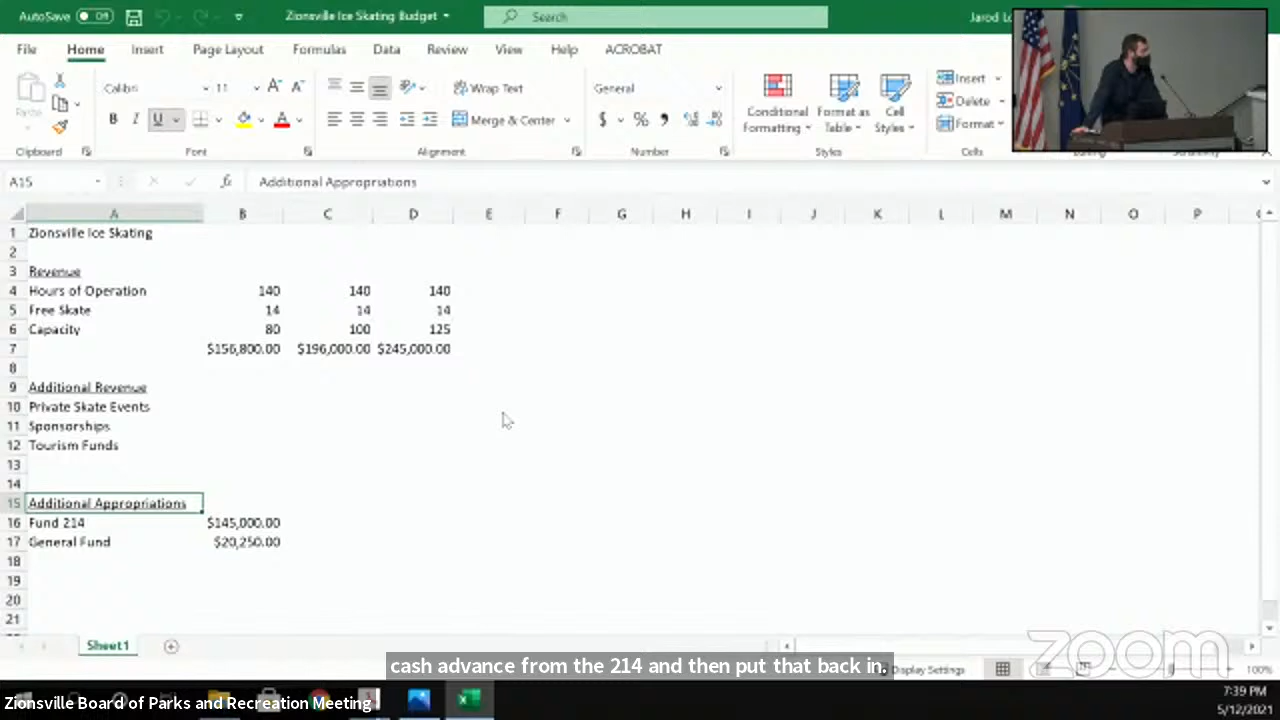 AutoSave Off Zionsville Ice Skating Budget Search
File Home Insert Page Layout Formulas Data Review View Help ACROBAT
Calibri 11 Wrap Text General Conditional Formatting Format as Table Cell Styles Insert
Paste B I U Merge & Center $ % Delete
Format
Clipboard Font Alignment Number Styles Cells
A15 fx Additional Appropriations
A B C D E F G H I J K L M N O P
1 Zionsville Ice Skating
2
3 Revenue
4 Hours of Operation 140 140 140
5 Free Skate 14 14 14
6 Capacity 80 100 125
7 $156,800.00 $196,000.00 $245,000.00
8
9 Additional Revenue
10 Private Skate Events
11 Sponsorships
12 Tourism Funds
13
14
15 Additional Appropriations
16 Fund 214 $145,000.00
17 General Fund $20,250.00
18
19
20
21
Sheet1
zoom
cash advance from the 214 and then put that back in.
Display Settings 100%
Zionsville Board of Parks and Recreation Meeting
7:39 PM
5/12/2021